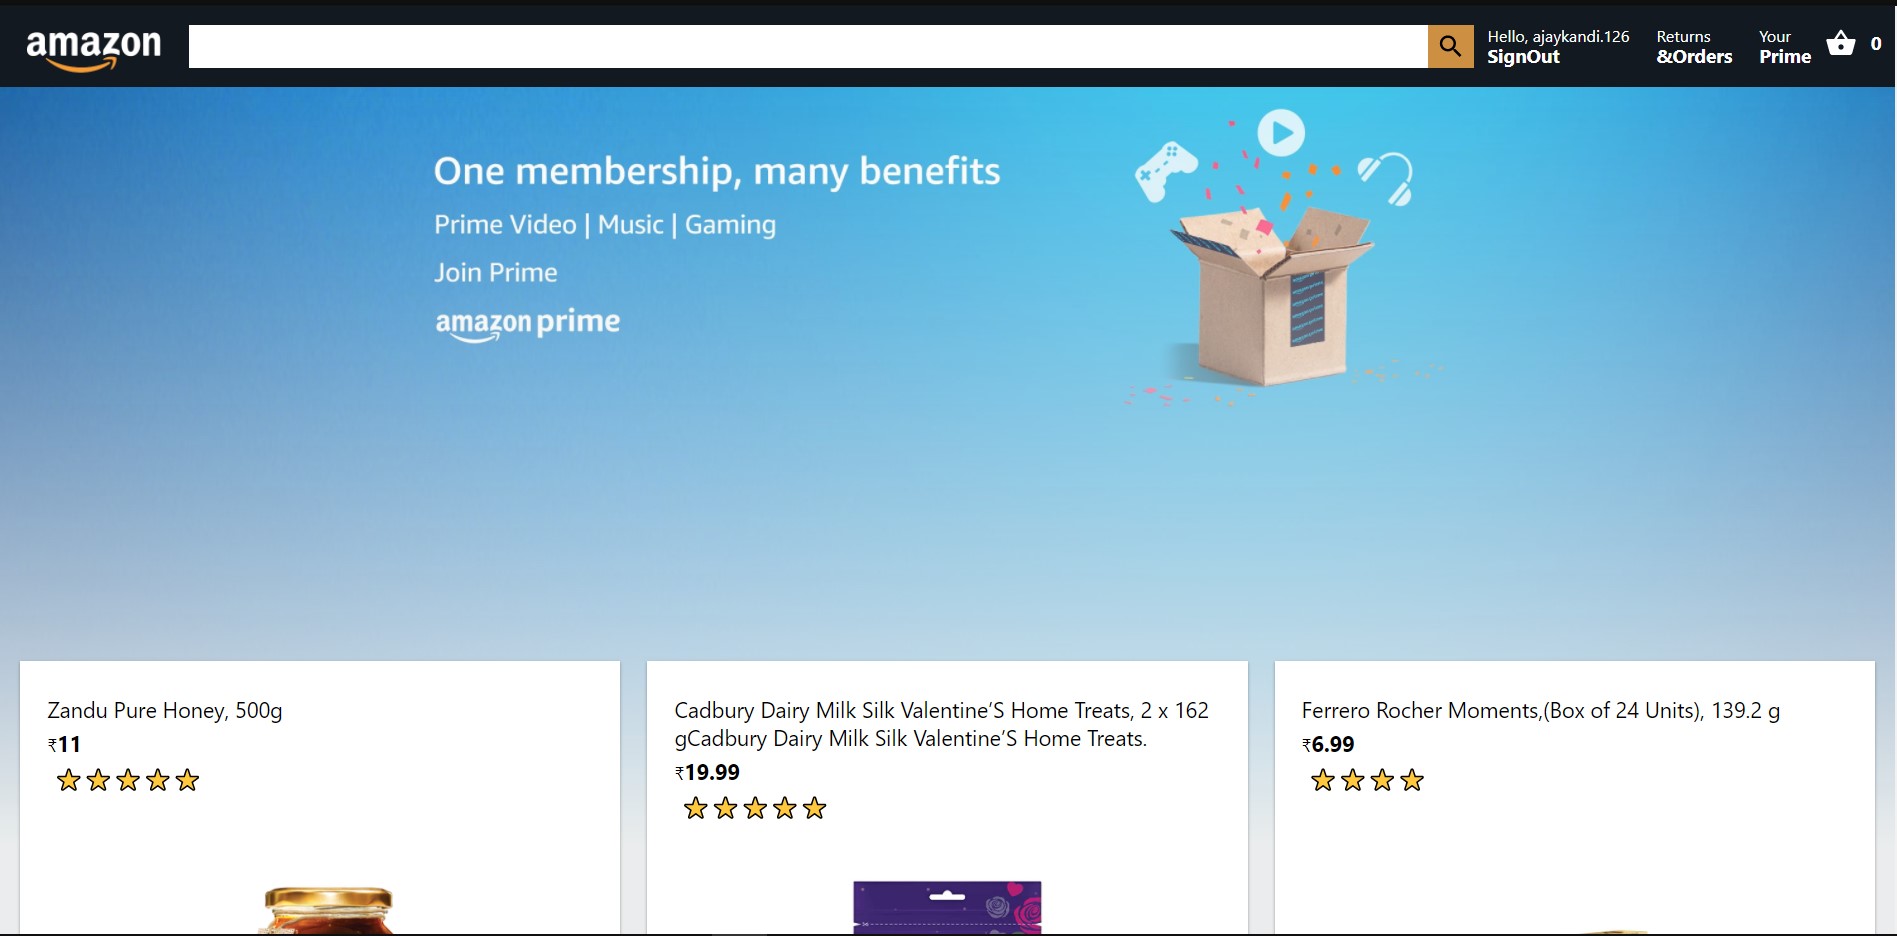 amazon
Hello, ajaykandi.126
SignOut
Returns
&Orders
Your
Prime
0
One membership, many benefits
Prime Video | Music | Gaming
Join Prime
amazon prime
Zandu Pure Honey, 500g
₹11
Cadbury Dairy Milk Silk Valentine’S Home Treats, 2 x 162
gCadbury Dairy Milk Silk Valentine’S Home Treats.
₹19.99
Ferrero Rocher Moments,(Box of 24 Units), 139.2 g
₹6.99